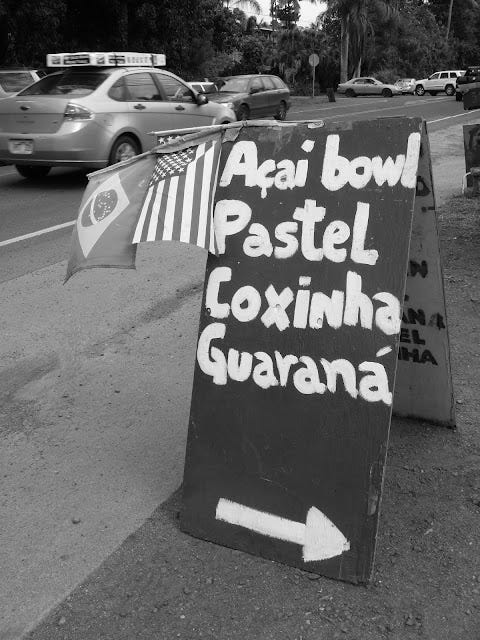 Açai bowl
Pastel
Coxinha
Guaraná